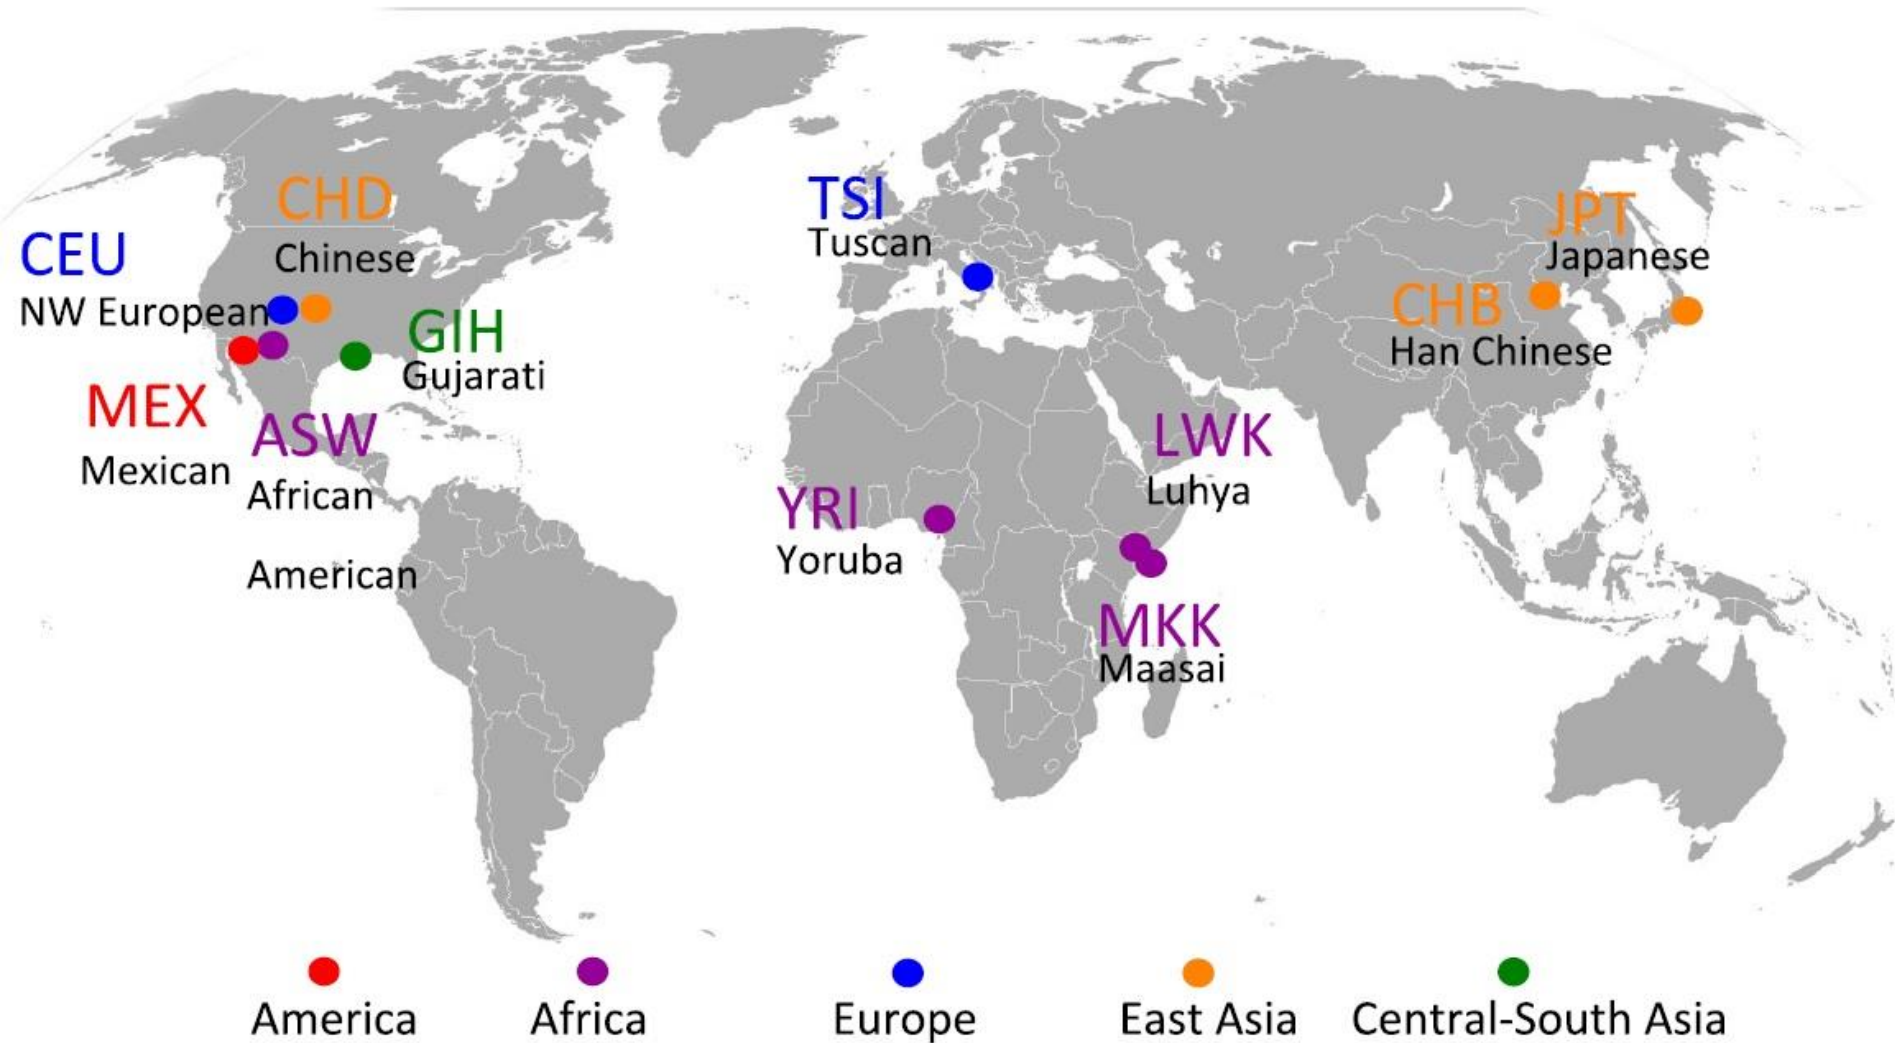 CHD
Chinese
CEU
NW European
GIH
Gujarati
MEX
Mexican
ASW
African
American
TSI
Tuscan
YRI
Yoruba
LWK
Luhya
MKK
Maasai
JPT
Japanese
CHB
Han Chinese
America
Africa
Europe
East Asia
Central-South Asia